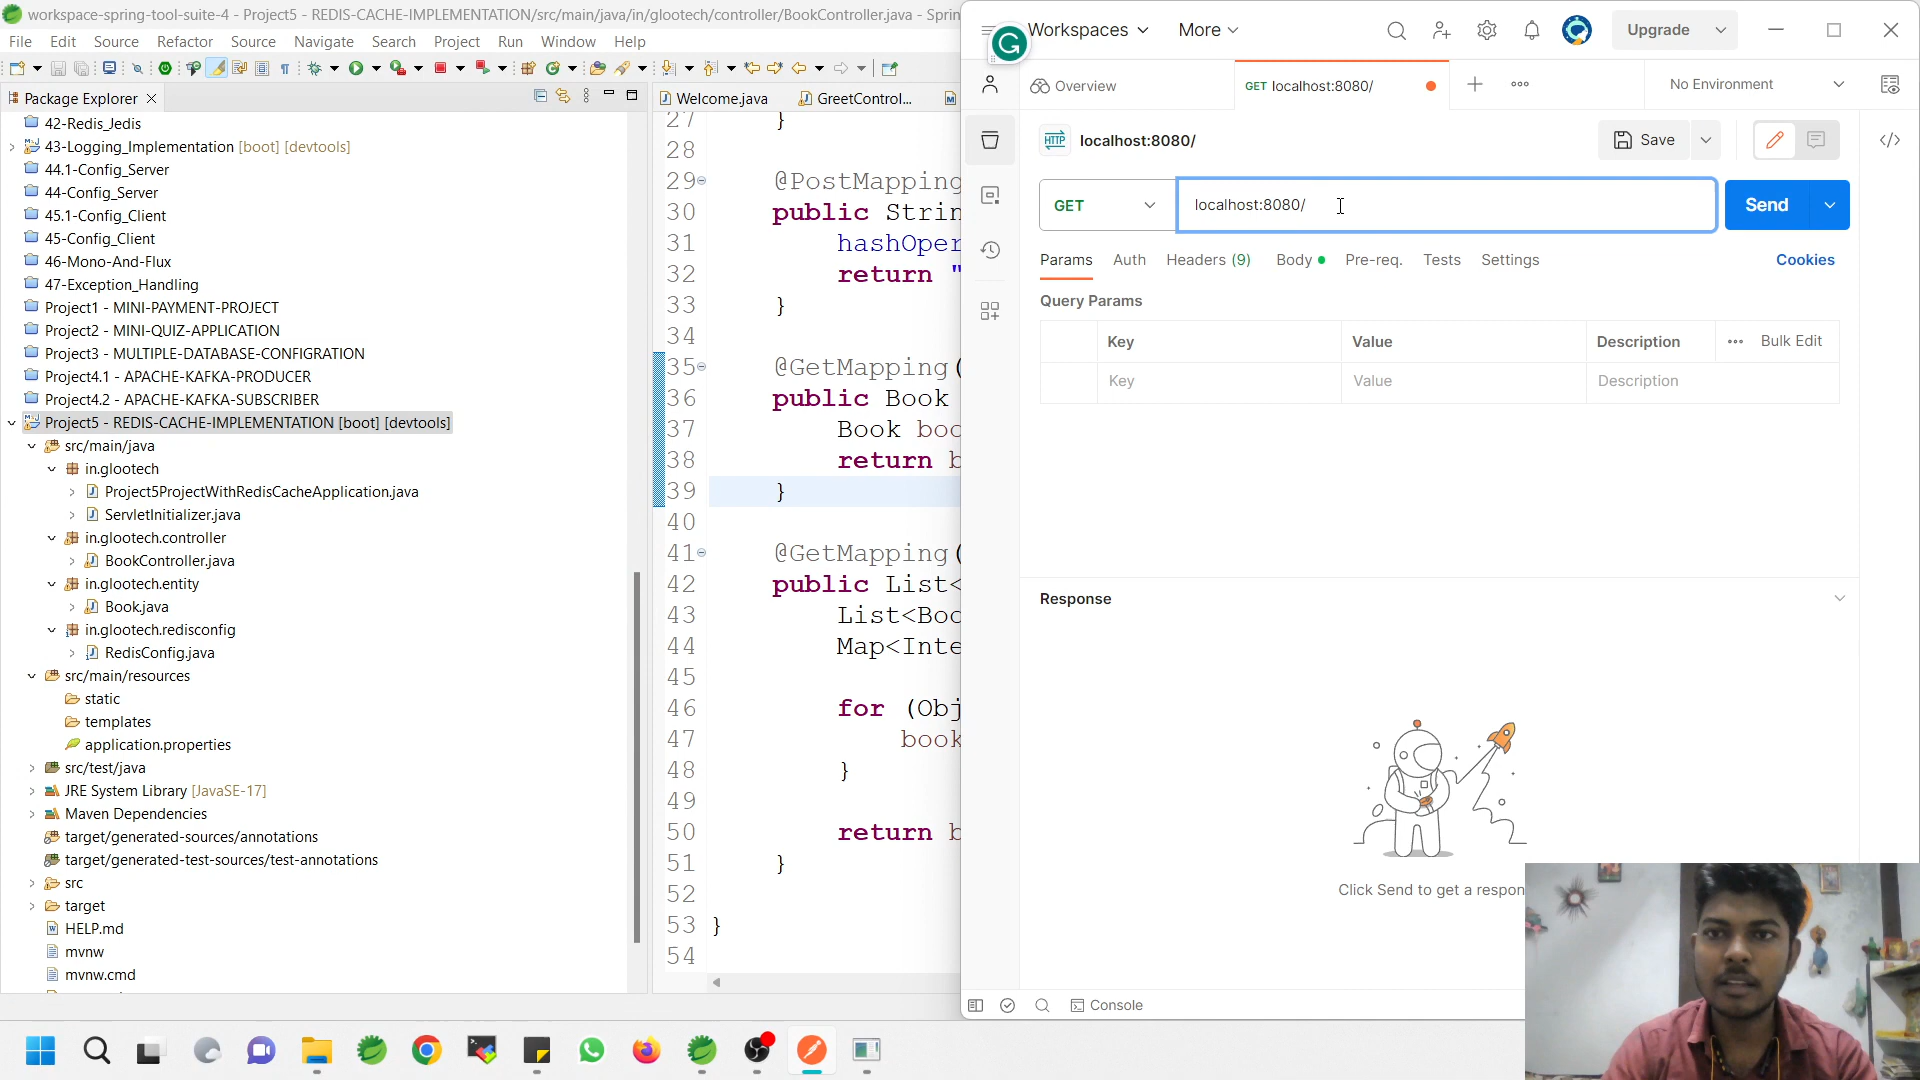 workspace-spring-tool-suite-4 - Project5 - REDIS-CACHE-IMPLEMENTATION/src/main/java/in/glootech/controller/BookController.java - Sprin
File Edit Source Refactor Source Navigate Search Project Run Window Help
Package Explorer
42-Redis_Jedis
43-Logging_Implementation [boot] [devtools]
44.1-Config_Server
44-Config_Server
45.1-Config_Client
45-Config_Client
46-Mono-And-Flux
47-Exception_Handling
Project1 - MINI-PAYMENT-PROJECT
Project2 - MINI-QUIZ-APPLICATION
Project3 - MULTIPLE-DATABASE-CONFIGRATION
Project4.1 - APACHE-KAFKA-PRODUCER
Project4.2 - APACHE-KAFKA-SUBSCRIBER
Project5 - REDIS-CACHE-IMPLEMENTATION [boot] [devtools]
src/main/java
in.glootech
Project5ProjectWithRedisCacheApplication.java
ServletInitializer.java
in.glootech.controller
BookController.java
in.glootech.entity
Book.java
in.glootech.redisconfig
RedisConfig.java
src/main/resources
static
templates
application.properties
src/test/java
JRE System Library [JavaSE-17]
Maven Dependencies
target/generated-sources/annotations
target/generated-test-sources/test-annotations
src
target
HELP.md
mvnw
mvnw.cmd
Welcome.java GreetControl...
27 }
28
29 @PostMapping
30 public Strin
31 hashOper
32 return "
33 }
34
35 @GetMapping(
36 public Book
37 Book boo
38 return b
39 }
40
41 @GetMapping(
42 public List<
43 List<Boo
44 Map<Inte
45
46 for (Obj
47 book
48 }
49
50 return b
51 }
52
53 }
54
Workspaces More Upgrade
Overview GET localhost:8080/ No Environment
HTTP localhost:8080/ Save
GET localhost:8080/ Send
Params Auth Headers (9) Body Pre-req. Tests Settings Cookies
Query Params
Key Value Description Bulk Edit
Key Value Description
Response
Click Send to get a respon
Console